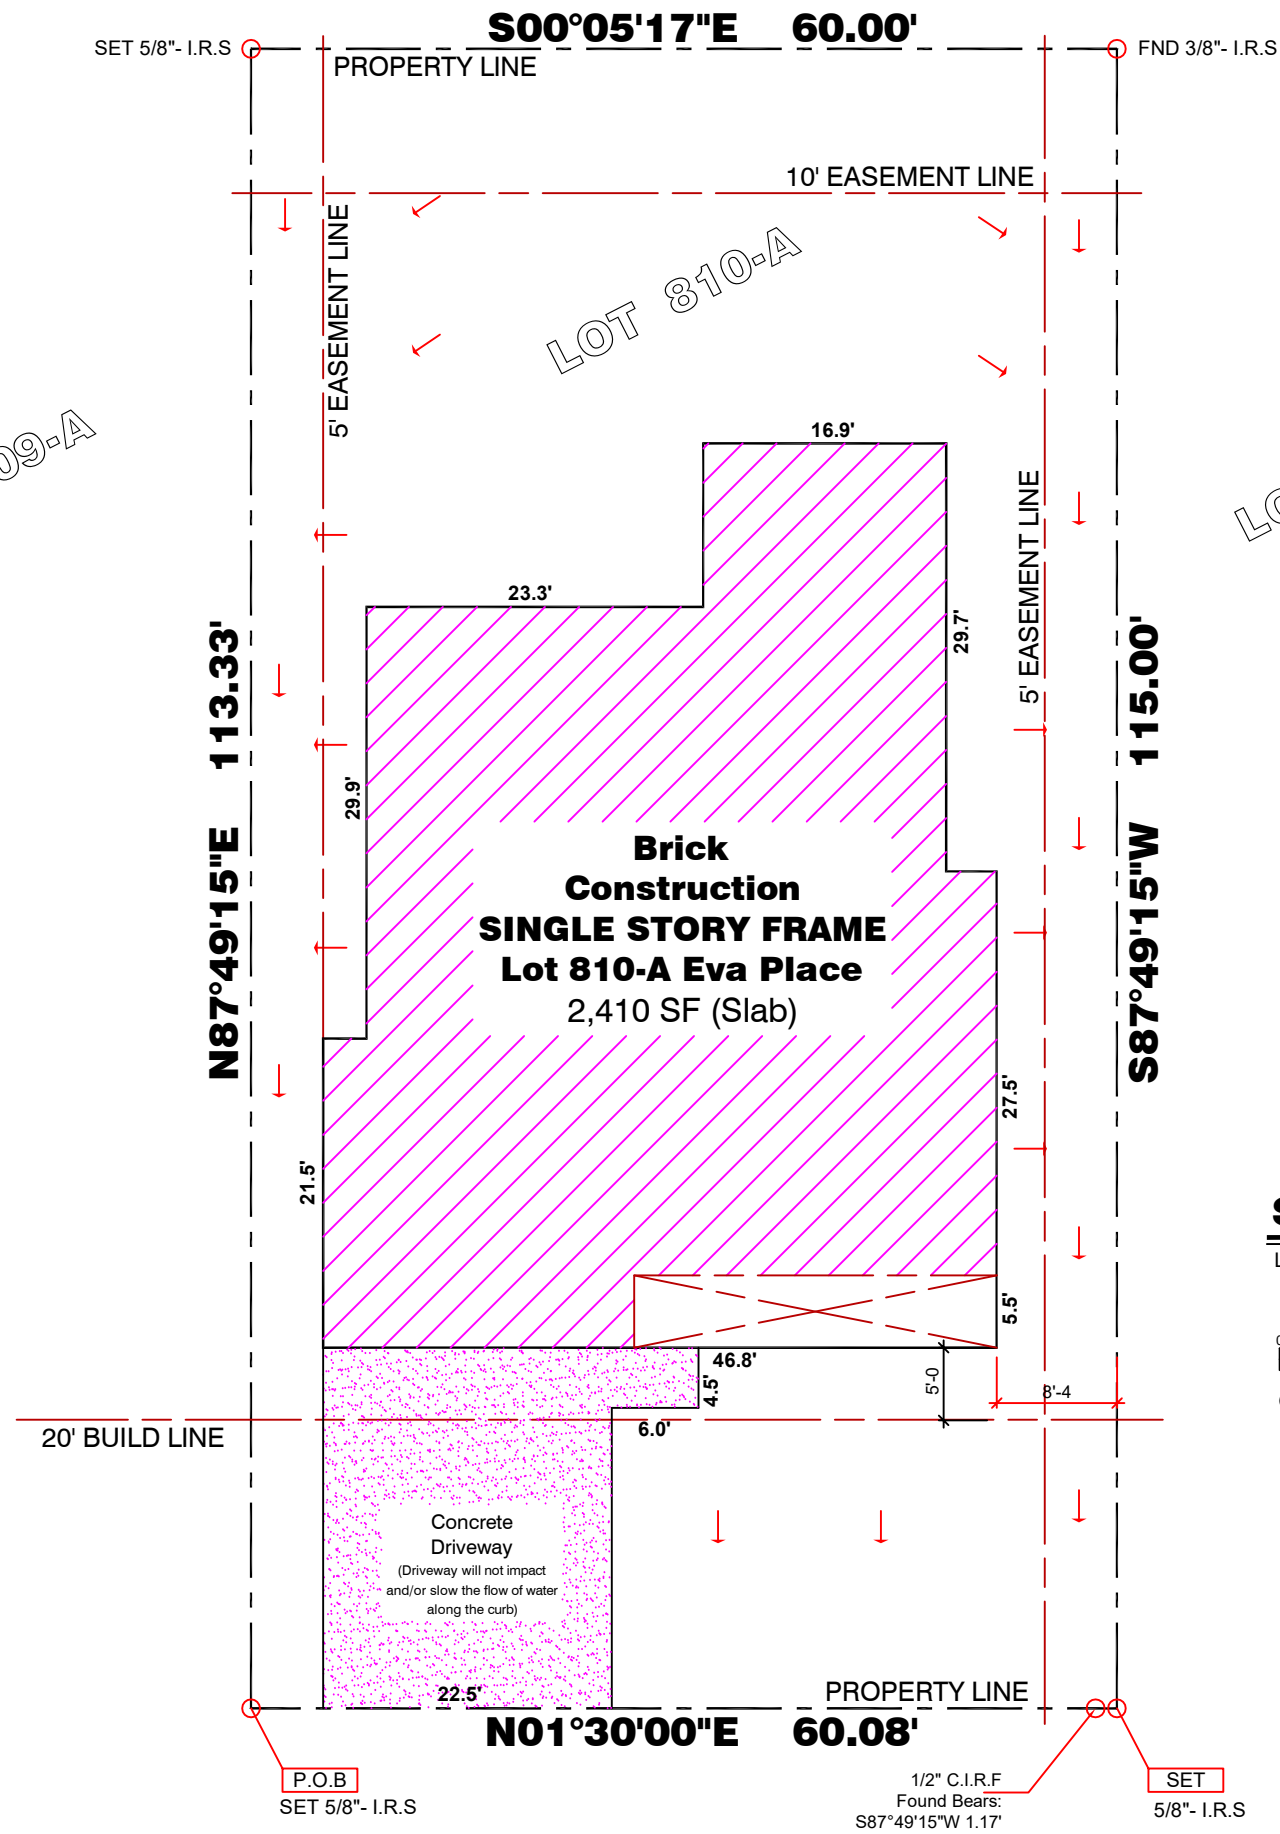 S00°05'17"E 60.00'
SET 5/8"- I.R.S
FND 3/8"- I.R.S
PROPERTY LINE
10' EASEMENT LINE
5' EASEMENT LINE
LOT 810-A
09-A
16.9'
23.3'
29.7'
5' EASEMENT LINE
29.9'
N87°49'15"E 113.33'
S87°49'15"W 115.00'
Brick
Construction
SINGLE STORY FRAME
Lot 810-A Eva Place
2,410 SF (Slab)
27.5'
21.5'
5.5'
46.8'
4.5'
5'-0
8'-4
6.0'
20' BUILD LINE
Concrete
Driveway
(Driveway will not impact
and/or slow the flow of water
along the curb)
22.5'
PROPERTY LINE
N01°30'00"E 60.08'
P.O.B
SET 5/8"- I.R.S
1/2" C.I.R.F
Found Bears:
S87°49'15"W 1.17'
SET
5/8"- I.R.S